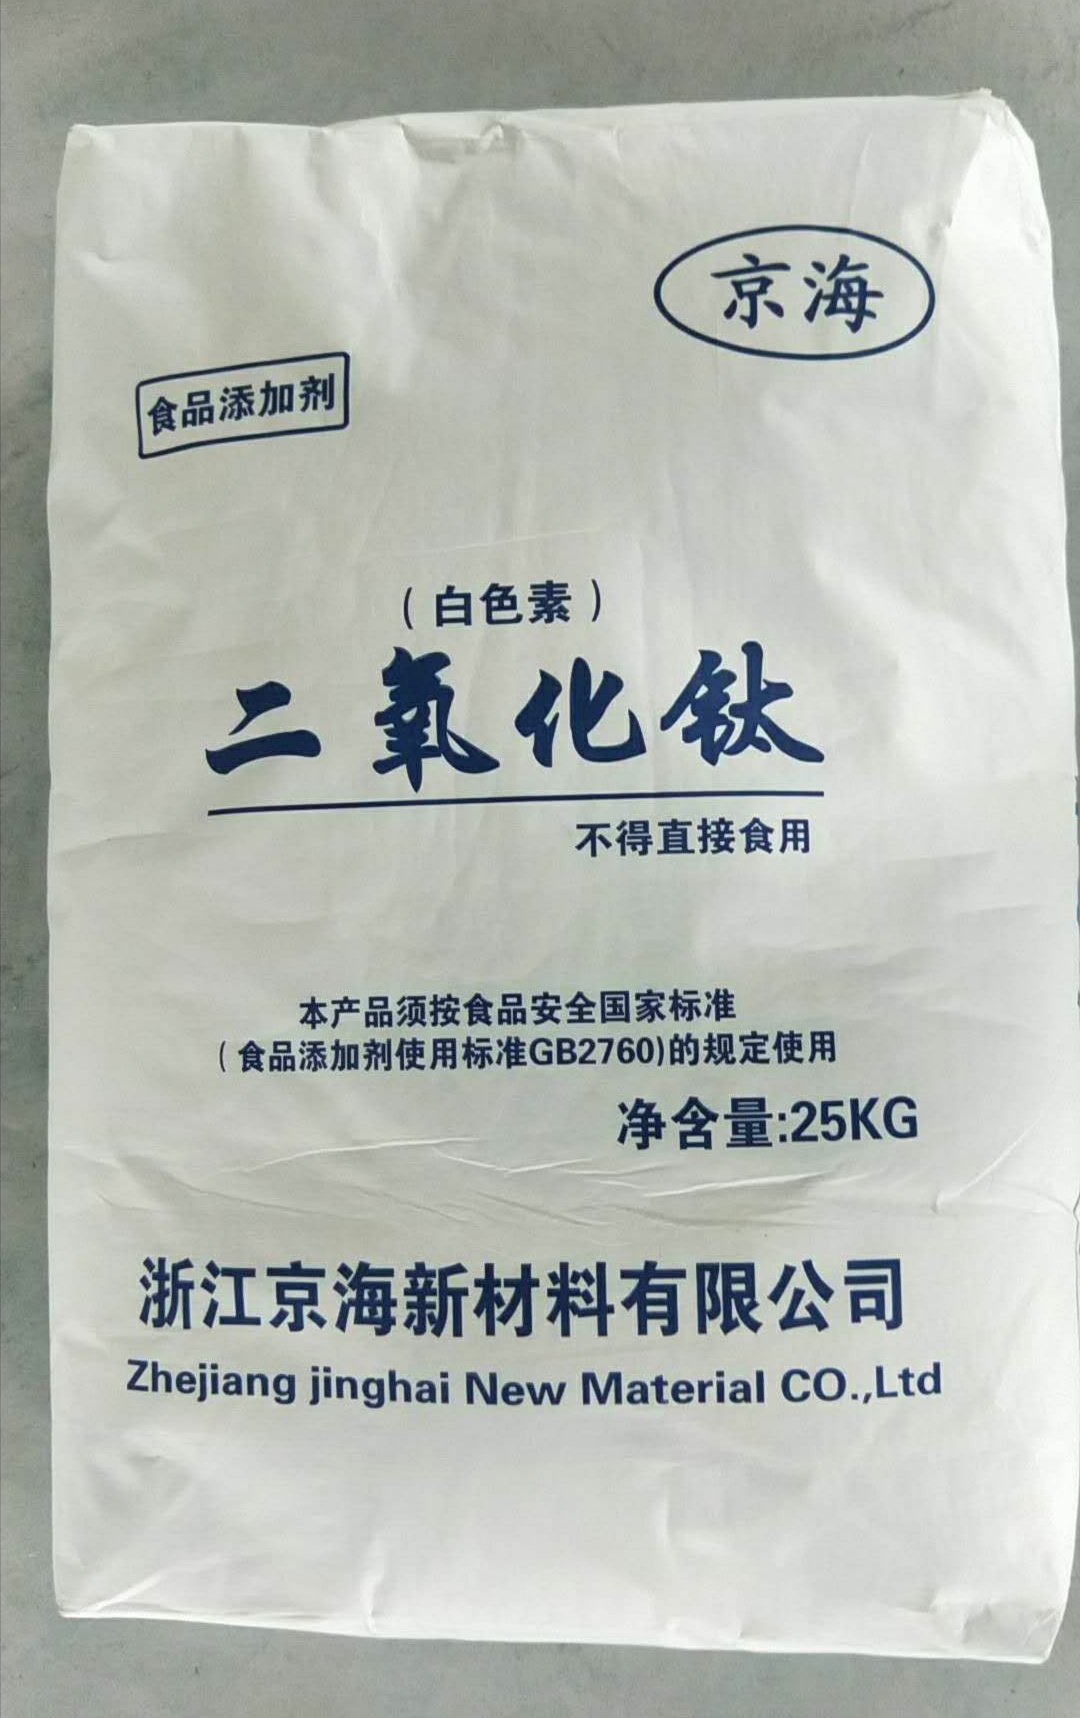 京海
食品添加剂
（白色素）
二氧化钛
不得直接食用
本产品须按食品安全国家标准
(食品添加剂使用标准GB2760)的规定使用
净含量:25KG
浙江京海新材料有限公司
Zhejiang jinghai New Material CO.,Ltd